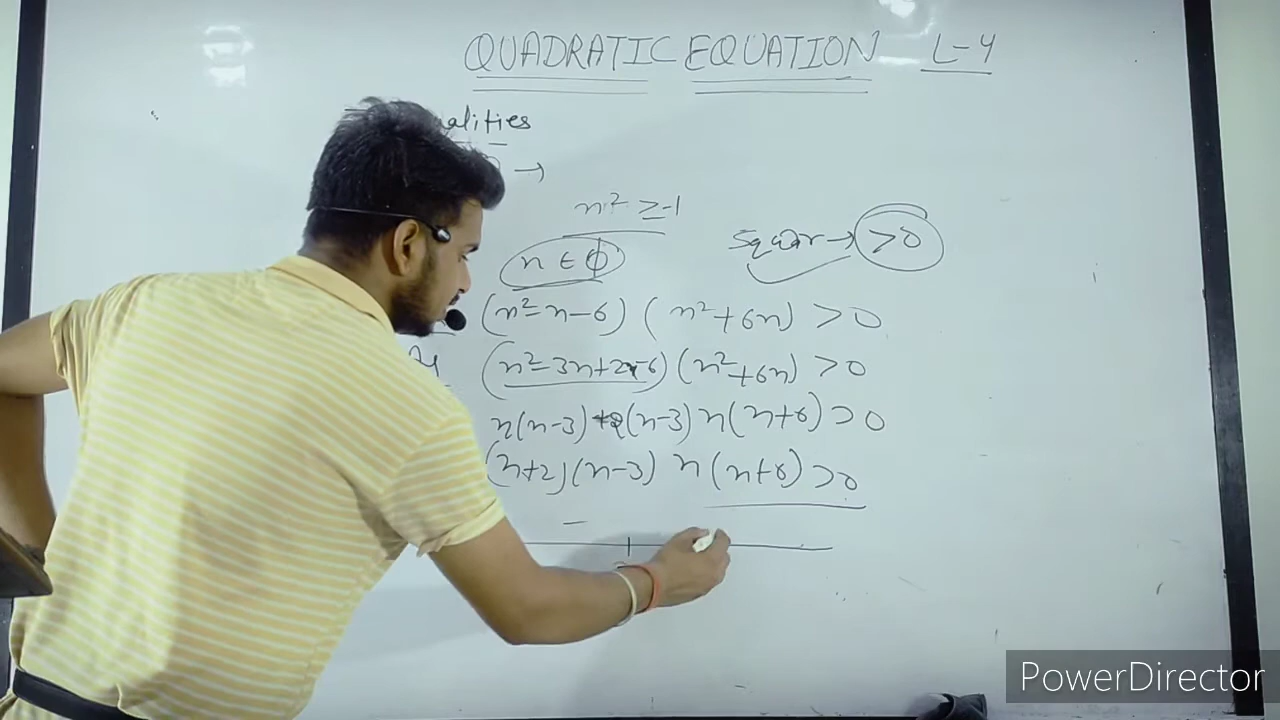 QUADRATIC EQUATION L-4
alities
→
n² ≥ -1
Squar → >0
n ∈ ϕ
(n²-n-6) (n²+6n) >0
(n²-3n+2n-6) (n²+6n) >0
n(n-3) +2(n-3) n(n+6) >0
(n+2)(n-3) n(n+6) >0
-
PowerDirector